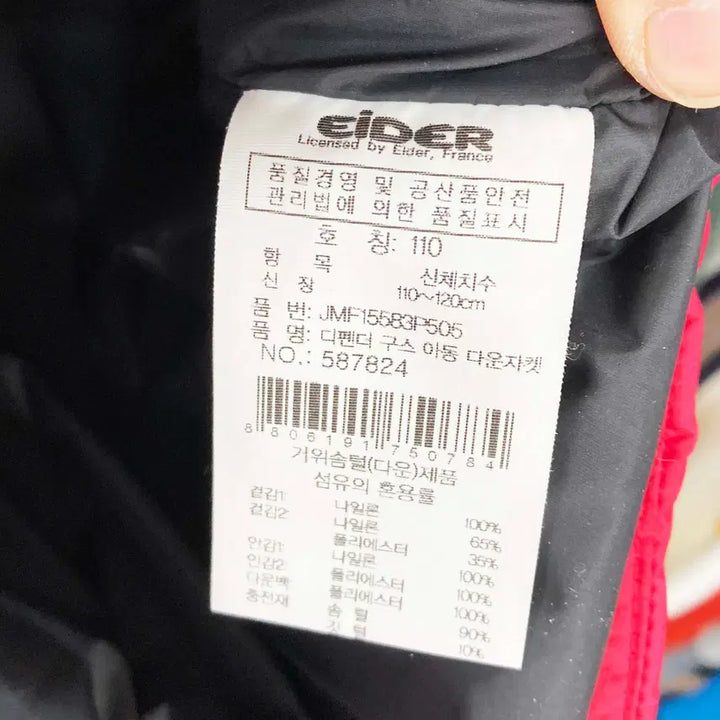 EiDER
Licensed by Eider, France
품질경영 및 공산품안전
관리법에 의한 품질표시
호 칭: 110
항 목 신체치수
신 장 110~120cm
품 번: JMF15583P505
품 명: 디펜더 구스 아동 다운자켓
NO.: 587824
8806191750784
거위솜털(다운)제품
섬유의 혼용률
겉감1 나일론 100%
겉감2 나일론 65%
폴리에스터 35%
안감1 나일론 100%
안감2 폴리에스터 100%
다운백 폴리에스터 100%
충전재 솜 털 90%
깃 털 10%